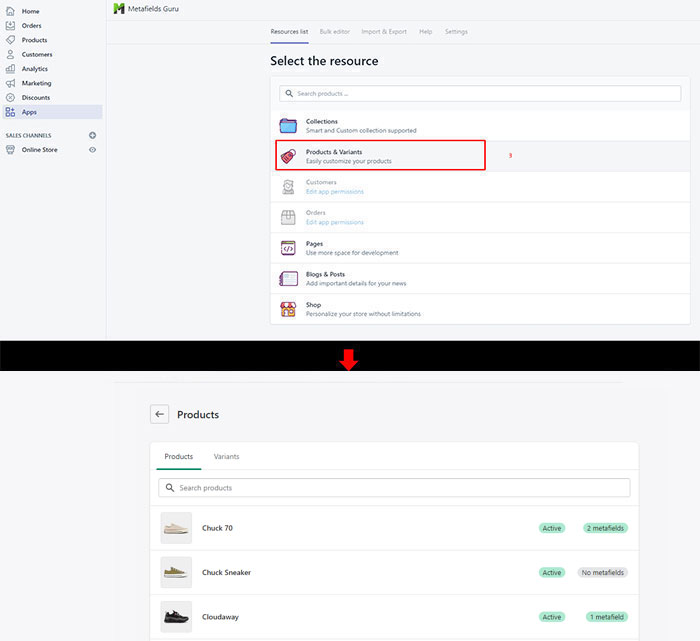 Home
Orders
Products
Customers
Analytics
Marketing
Discounts
Apps
SALES CHANNELS
Online Store
Metafields Guru
Resources list Bulk editor Import & Export Help Settings
Select the resource
Search products ...
Collections
Smart and Custom collection supported
Products & Variants
Easily customize your products
3
Customers
Edit app permissions
Orders
Edit app permissions
Pages
Use more space for development
Blogs & Posts
Add important details for your news
Shop
Personalize your store without limitations
Products
Products Variants
Search products
Chuck 70 Active 2 metafields
Chuck Sneaker Active No metafields
Cloudaway Active 1 metafield